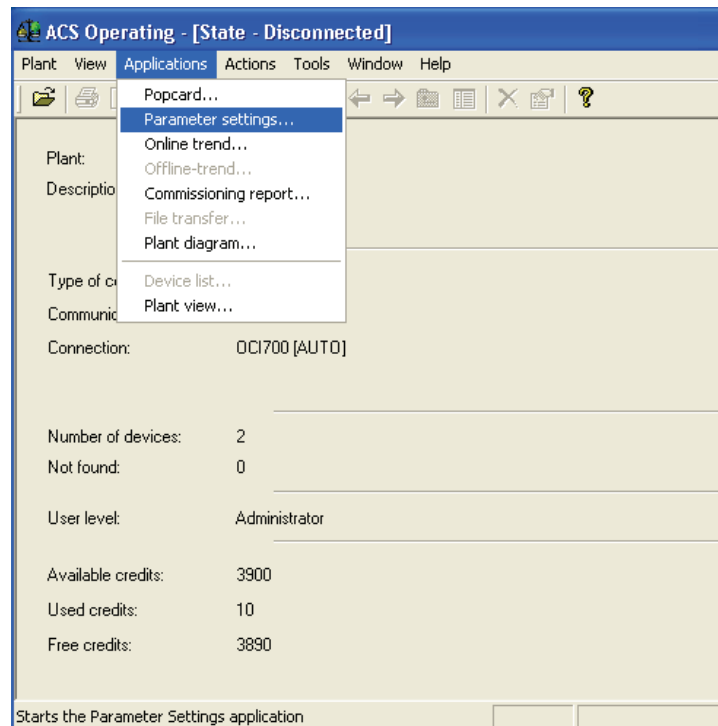 ACS Operating - [State - Disconnected]
Plant View Applications Actions Tools Window Help
Popcard...
Parameter settings...
Online trend...
Offline-trend...
Commissioning report...
File transfer...
Plant diagram...
Device list...
Plant view...
Plant:
Descriptio
Type of c
Communic
Connection: OCI700 [AUTO]
Number of devices: 2
Not found: 0
User level: Administrator
Available credits: 3900
Used credits: 10
Free credits: 3890
Starts the Parameter Settings application